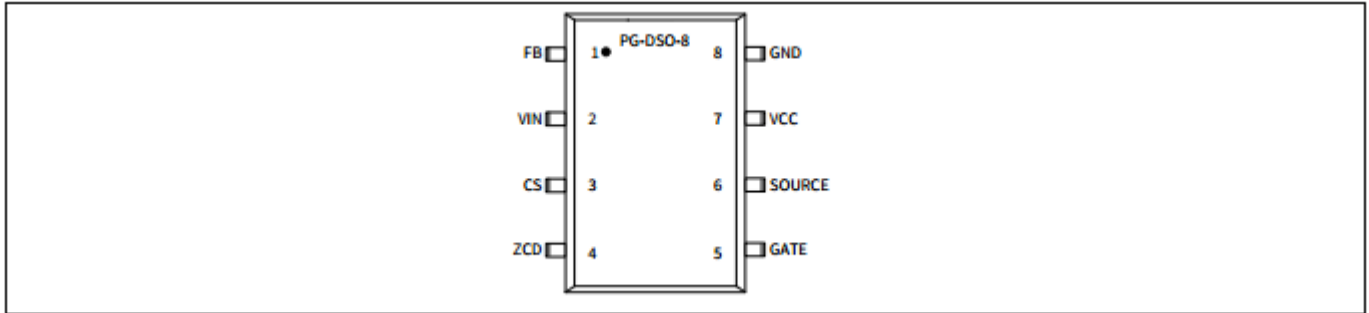 PG-DSO-8
FB 1 8 GND
VIN 2 7 VCC
CS 3 6 SOURCE
ZCD 4 5 GATE